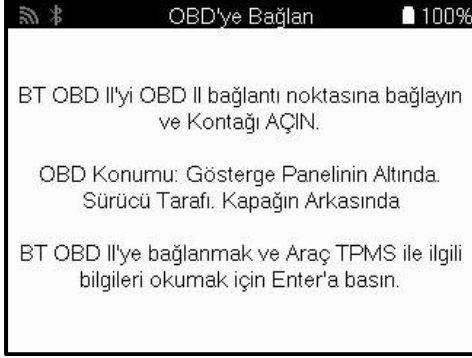 OBD'ye Bağlan
100%
BT OBD II'yi OBD II bağlantı noktasına bağlayın
ve Kontağı AÇIN.
OBD Konumu: Gösterge Panelinin Altında.
Sürücü Tarafı. Kapağın Arkasında
BT OBD II'ye bağlanmak ve Araç TPMS ile ilgili
bilgileri okumak için Enter'a basın.